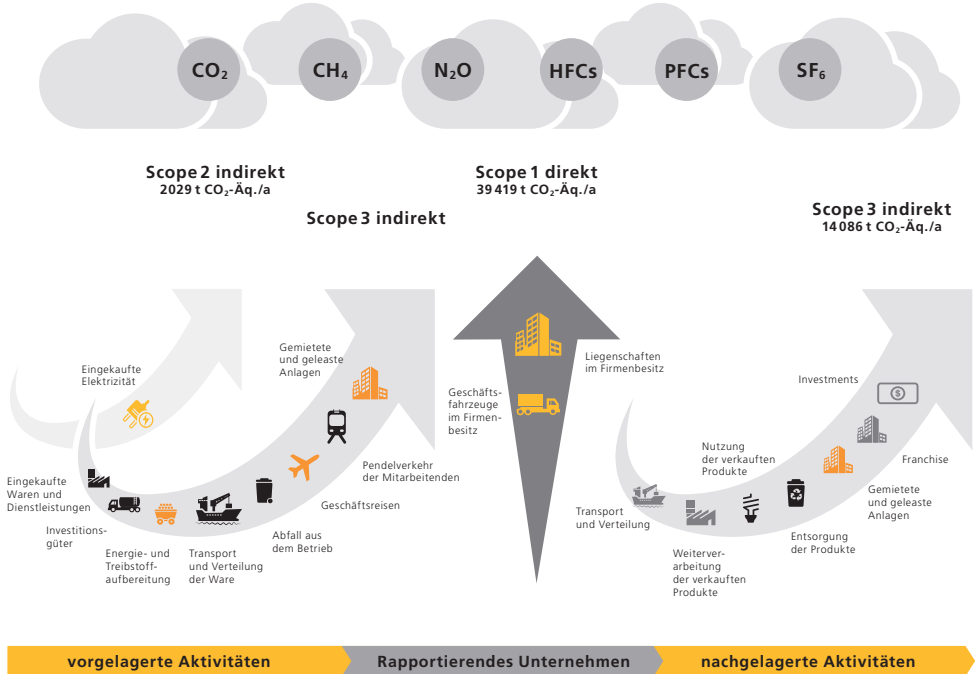 CO₂
CH₄
N₂O
HFCs
PFCs
SF₆
Scope 2 indirekt
2029 t CO₂-Äq./a
Scope 3 indirekt
Scope 1 direkt
39 419 t CO₂-Äq./a
Scope 3 indirekt
14 086 t CO₂-Äq./a
Eingekaufte
Elektrizität
Eingekaufte
Waren und
Dienstleistungen
Investitions-
güter
Energie- und
Treibstoff-
aufbereitung
Transport
und Verteilung
der Ware
Abfall aus
dem Betrieb
Geschäftsreisen
Pendelverkehr
der Mitarbeitenden
Gemietete
und geleaste
Anlagen
Geschäfts-
fahrzeuge
im Firmen-
besitz
Liegenschaften
im Firmenbesitz
Transport
und Verteilung
Weiterver-
arbeitung
der verkauften
Produkte
Nutzung
der verkauften
Produkte
Entsorgung
der Produkte
Gemietete
und geleaste
Anlagen
Franchise
Investments
$
vorgelagerte Aktivitäten
Rapportierendes Unternehmen
nachgelagerte Aktivitäten